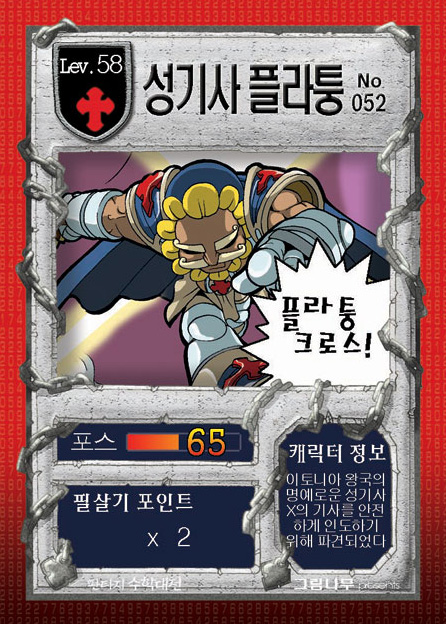 Lev. 58
성기사 플라퉁
No
052
플라퉁
크로스!
포스 65
캐릭터 정보
이토니아 왕국의
명예로운 성기사
X의 기사를 안전
하게 인도하기
위해 파견되었다
필살기 포인트
x 2
판타지 수학대전
그림나무 presents